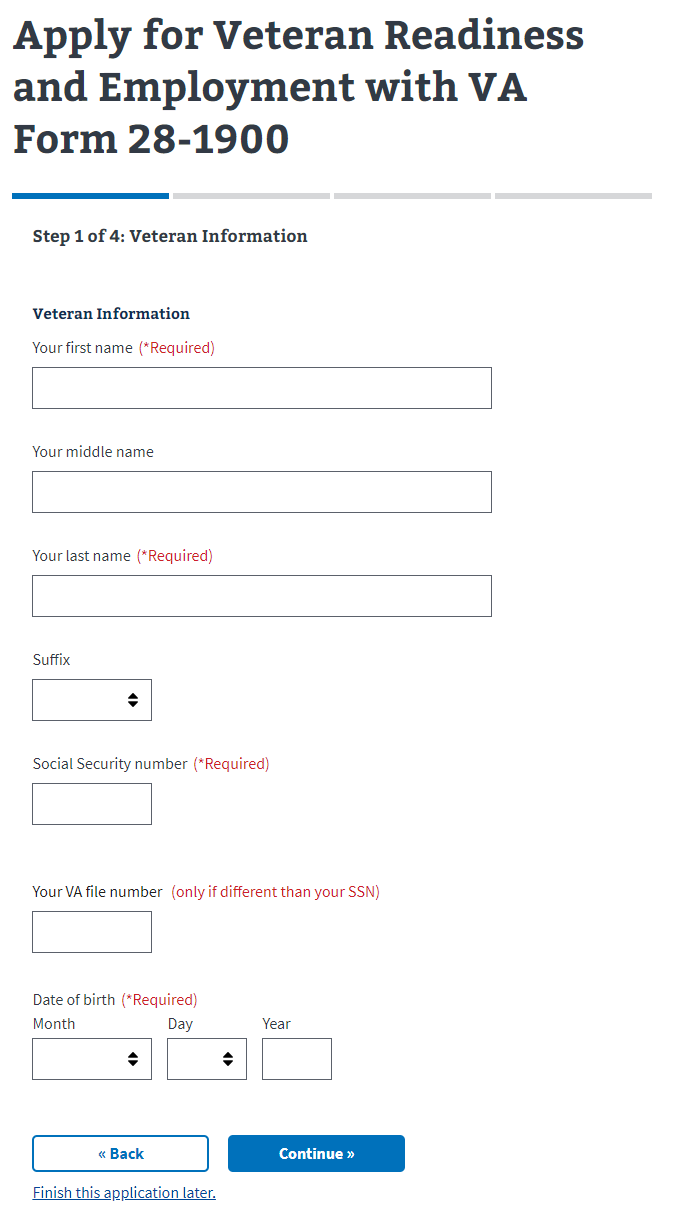 Apply for Veteran Readiness
and Employment with VA
Form 28-1900
Step 1 of 4: Veteran Information
Veteran Information
Your first name (*Required)
Your middle name
Your last name (*Required)
Suffix
Social Security number (*Required)
Your VA file number (only if different than your SSN)
Date of birth (*Required)
Month Day Year
« Back Continue »
Finish this application later.